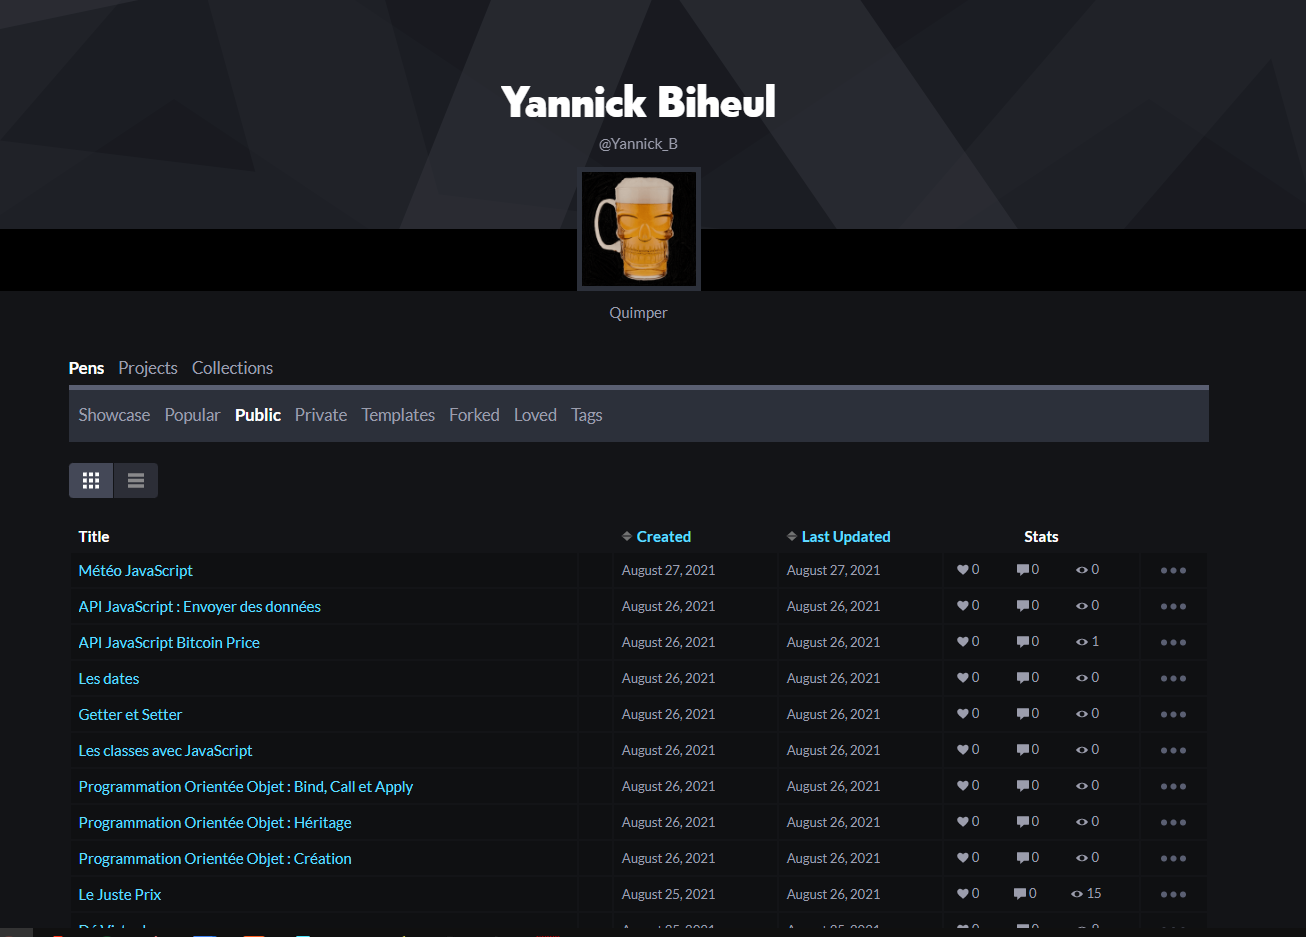 Yannick Biheul
@Yannick_B
Quimper
Pens Projects Collections
Showcase Popular Public Private Templates Forked Loved Tags
Title Created Last Updated Stats
Météo JavaScript August 27, 2021 August 27, 2021 0 0 0
API JavaScript : Envoyer des données August 26, 2021 August 26, 2021 0 0 0
API JavaScript Bitcoin Price August 26, 2021 August 26, 2021 0 0 1
Les dates August 26, 2021 August 26, 2021 0 0 0
Getter et Setter August 26, 2021 August 26, 2021 0 0 0
Les classes avec JavaScript August 26, 2021 August 26, 2021 0 0 0
Programmation Orientée Objet : Bind, Call et Apply August 26, 2021 August 26, 2021 0 0 0
Programmation Orientée Objet : Héritage August 26, 2021 August 26, 2021 0 0 0
Programmation Orientée Objet : Création August 26, 2021 August 26, 2021 0 0 0
Le Juste Prix August 25, 2021 August 26, 2021 0 0 15